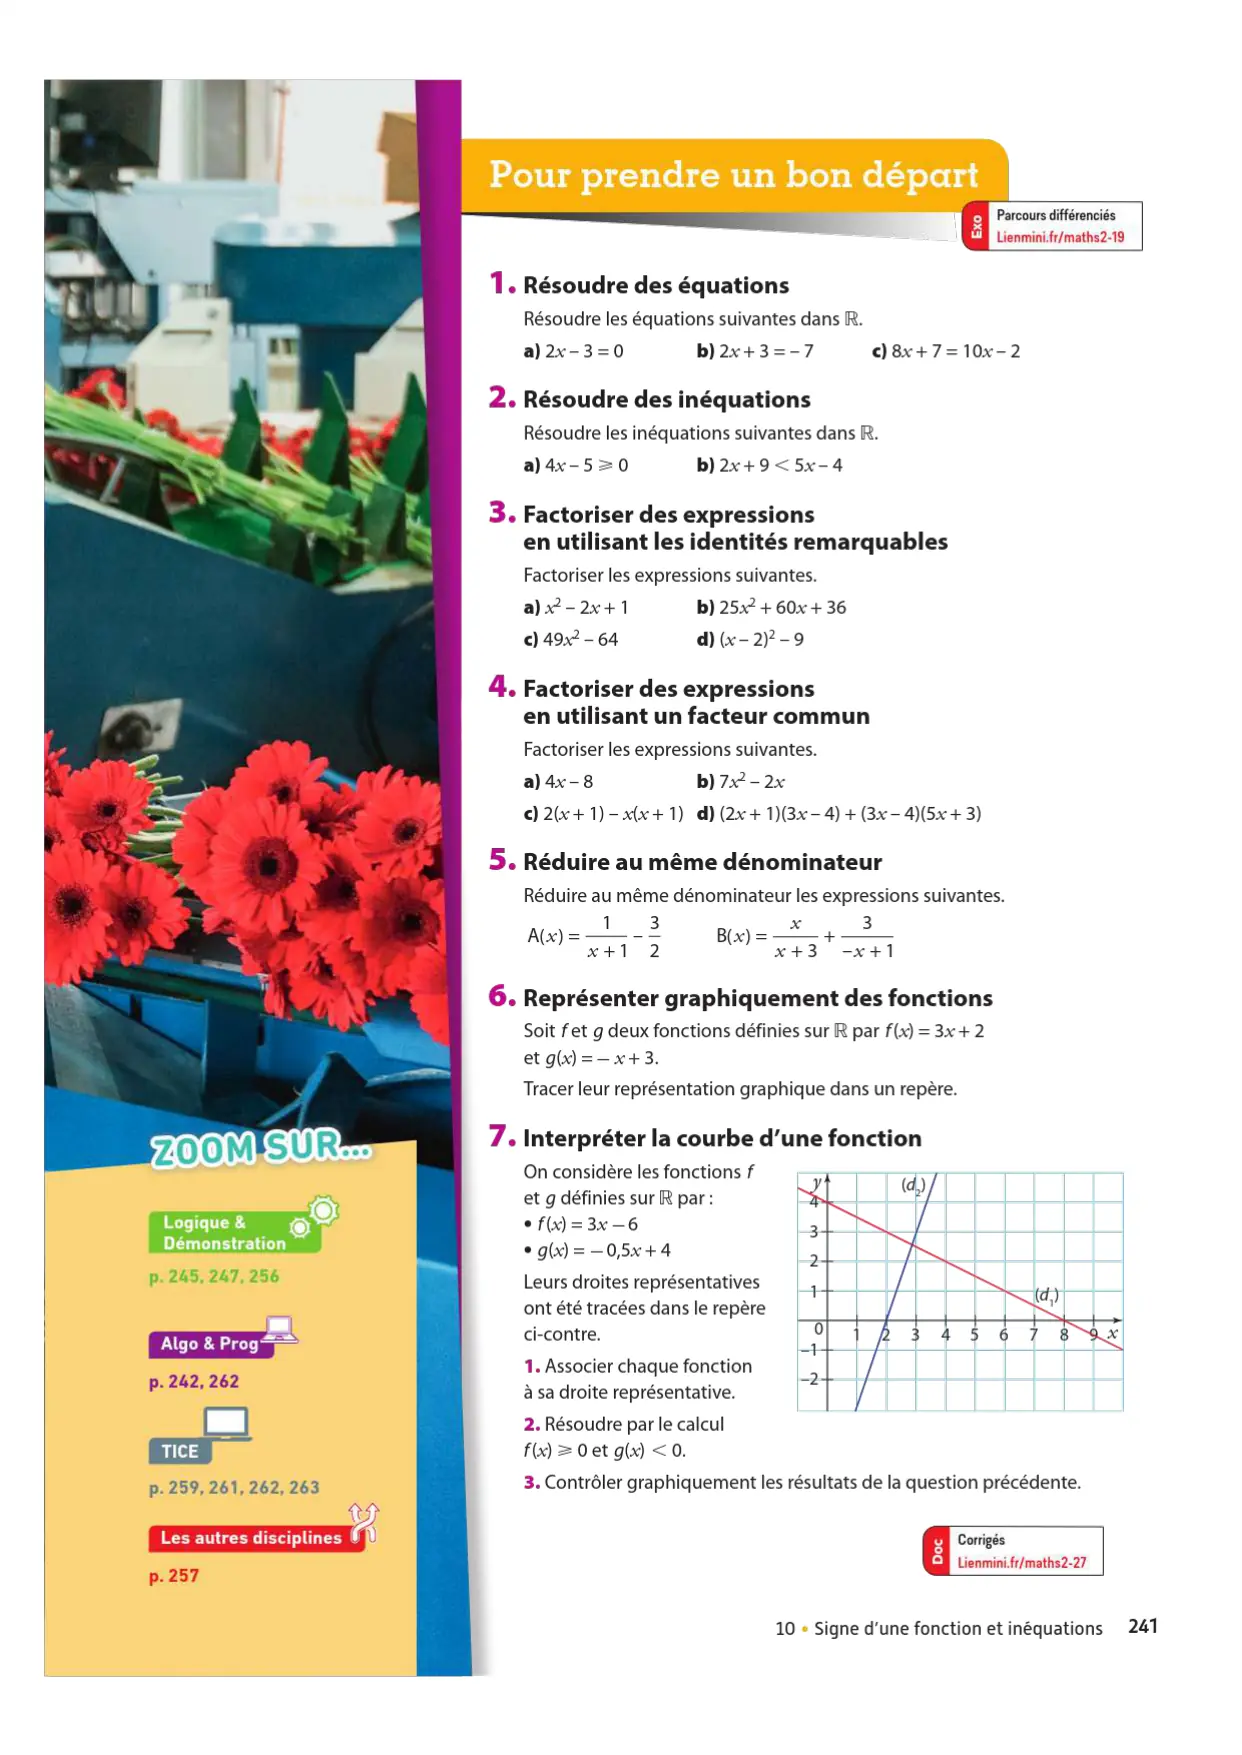 Pour prendre un bon départ
Exo
Parcours différenciés
Lienmini.fr/maths2-19
1. Résoudre des équations
Résoudre les équations suivantes dans ℝ.
a) 2x – 3 = 0 b) 2x + 3 = – 7 c) 8x + 7 = 10x – 2
2. Résoudre des inéquations
Résoudre les inéquations suivantes dans ℝ.
a) 4x – 5 ⩾ 0 b) 2x + 9 < 5x – 4
3. Factoriser des expressions
en utilisant les identités remarquables
Factoriser les expressions suivantes.
a) x² – 2x + 1 b) 25x² + 60x + 36
c) 49x² – 64 d) (x – 2)² – 9
4. Factoriser des expressions
en utilisant un facteur commun
Factoriser les expressions suivantes.
a) 4x – 8 b) 7x² – 2x
c) 2(x + 1) – x(x + 1) d) (2x + 1)(3x – 4) + (3x – 4)(5x + 3)
5. Réduire au même dénominateur
Réduire au même dénominateur les expressions suivantes.
A(x) = 1/(x + 1) – 3/2 B(x) = x/(x + 3) + 3/(–x + 1)
6. Représenter graphiquement des fonctions
Soit f et g deux fonctions définies sur ℝ par f(x) = 3x + 2
et g(x) = – x + 3.
Tracer leur représentation graphique dans un repère.
7. Interpréter la courbe d'une fonction
On considère les fonctions f
et g définies sur ℝ par :
• f(x) = 3x – 6
• g(x) = – 0,5x + 4
Leurs droites représentatives
ont été tracées dans le repère
ci-contre.
1. Associer chaque fonction
à sa droite représentative.
2. Résoudre par le calcul
f(x) ⩾ 0 et g(x) < 0.
3. Contrôler graphiquement les résultats de la question précédente.
y
(d₂)
4
3
2
1
(d₁)
0 1 2 3 4 5 6 7 8 9 x
–1
–2
Doc
Corrigés
Lienmini.fr/maths2-27
ZOOM SUR...
Logique &
Démonstration
p. 245, 247, 256
Algo & Prog
p. 242, 262
TICE
p. 259, 261, 262, 263
Les autres disciplines
p. 257
10 • Signe d'une fonction et inéquations 241